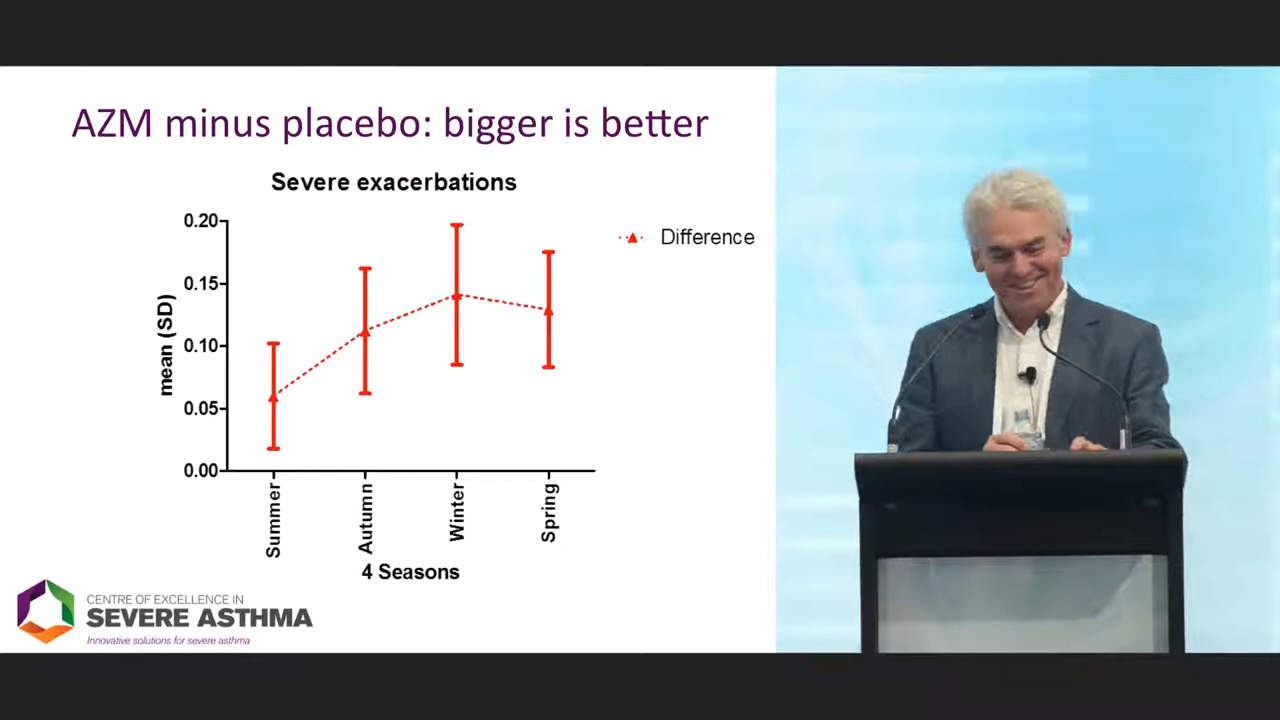 AZM minus placebo: bigger is better
Severe exacerbations
0.20
0.15
0.10
0.05
0.00
mean (SD)
Difference
Summer
Autumn
Winter
Spring
4 Seasons
CENTRE OF EXCELLENCE IN
SEVERE ASTHMA
Innovative solutions for severe asthma